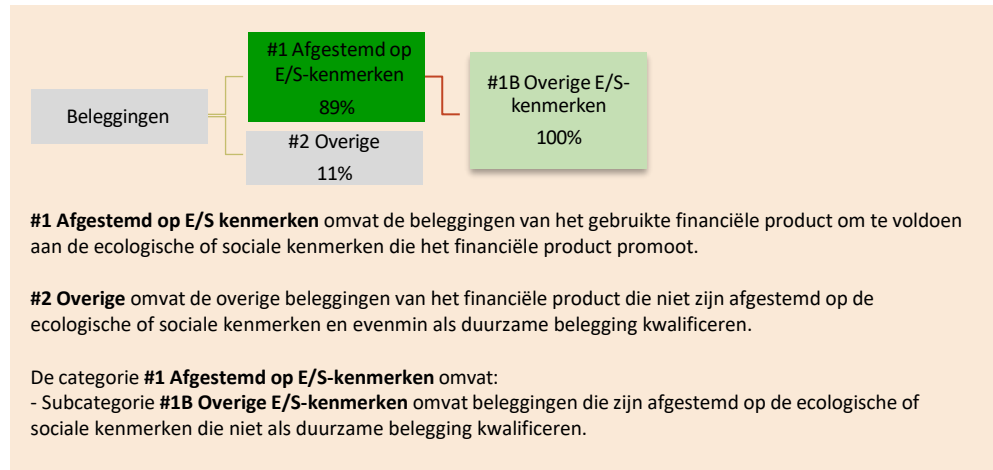 Beleggingen
#1 Afgestemd op
E/S-kenmerken
89%
#2 Overige
11%
#1B Overige E/S-
kenmerken
100%
#1 Afgestemd op E/S kenmerken omvat de beleggingen van het gebruikte financiële product om te voldoen
aan de ecologische of sociale kenmerken die het financiële product promoot.
#2 Overige omvat de overige beleggingen van het financiële product die niet zijn afgestemd op de
ecologische of sociale kenmerken en evenmin als duurzame belegging kwalificeren.
De categorie #1 Afgestemd op E/S-kenmerken omvat:
- Subcategorie #1B Overige E/S-kenmerken omvat beleggingen die zijn afgestemd op de ecologische of
sociale kenmerken die niet als duurzame belegging kwalificeren.